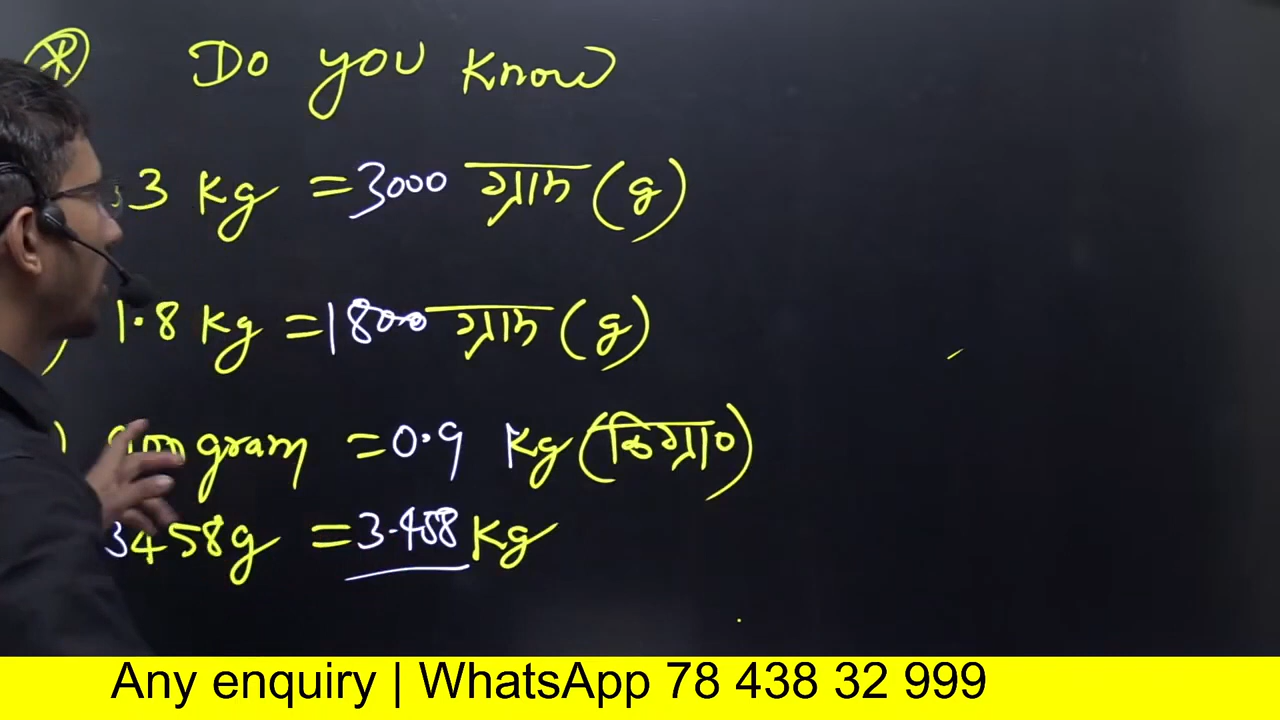 Do you know
3 Kg = 3000 ग्राम (g)
1.8 Kg = 1800 ग्राम (g)
gram = 0.9 Kg (किग्रा०)
3458g = 3.458 Kg
Any enquiry | WhatsApp 78 438 32 999